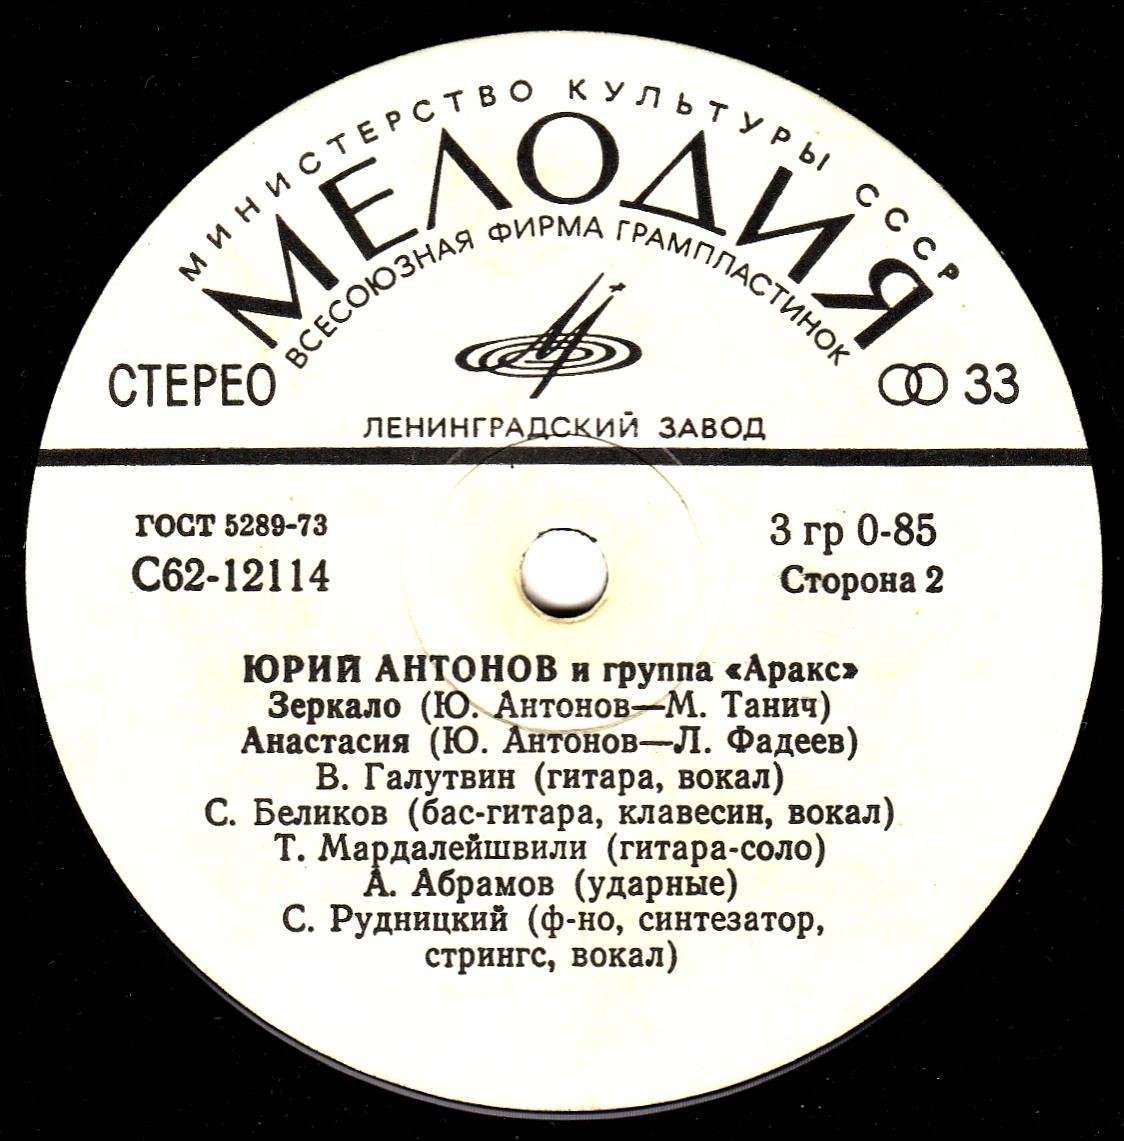 МИНИСТЕРСТВО КУЛЬТУРЫ СССР
МЕЛОДИЯ
ВСЕСОЮЗНАЯ ФИРМА ГРАМПЛАСТИНОК
СТЕРЕО
33
ЛЕНИНГРАДСКИЙ ЗАВОД
ГОСТ 5289-73
3 гр 0-85
С62-12114
Сторона 2
ЮРИЙ АНТОНОВ и группа «Аракс»
Зеркало (Ю. Антонов—М. Танич)
Анастасия (Ю. Антонов—Л. Фадеев)
В. Галутвин (гитара, вокал)
С. Беликов (бас-гитара, клавесин, вокал)
Т. Мардалейшвили (гитара-соло)
А. Абрамов (ударные)
С. Рудницкий (ф-но, синтезатор,
стрингс, вокал)